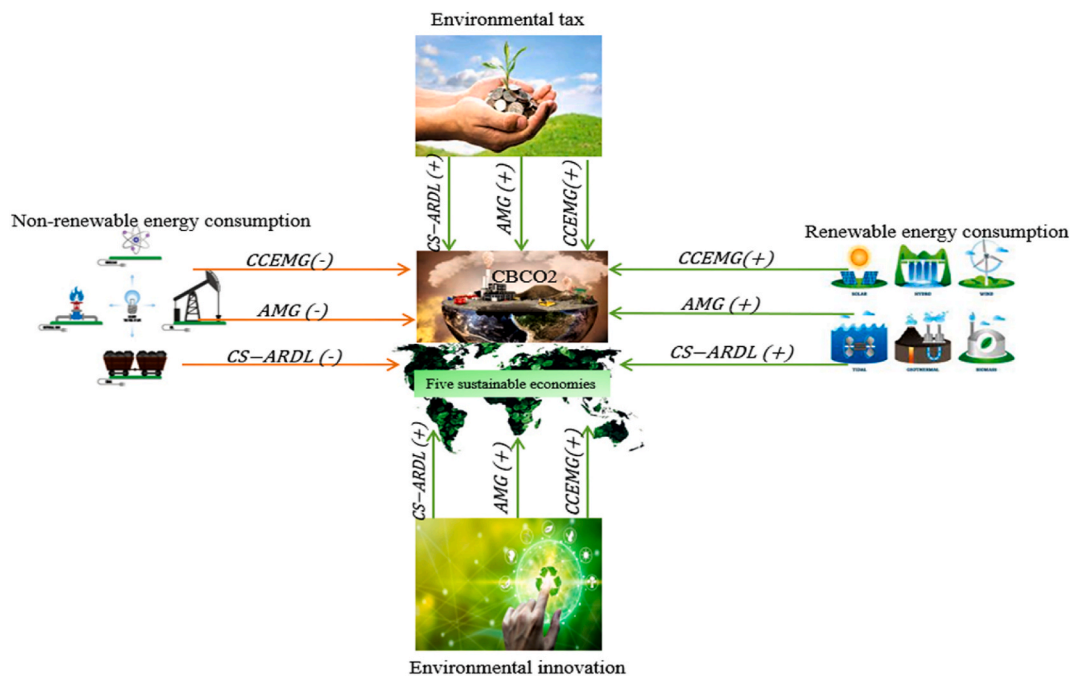 Environmental tax
CS-ARDL (+)
AMG (+)
CCEMG(+)
Non-renewable energy consumption
Renewable energy consumption
CCEMG(-)
AMG (-)
CS-ARDL (-)
CBCO2
CCEMG(+)
AMG (+)
CS-ARDL (+)
SOLAR
HYDRO
WIND
TIDAL
GEOTHERMAL
BIOMASS
Five sustainable economies
CS-ARDL (+)
AMG (+)
CCEMG(+)
Environmental innovation